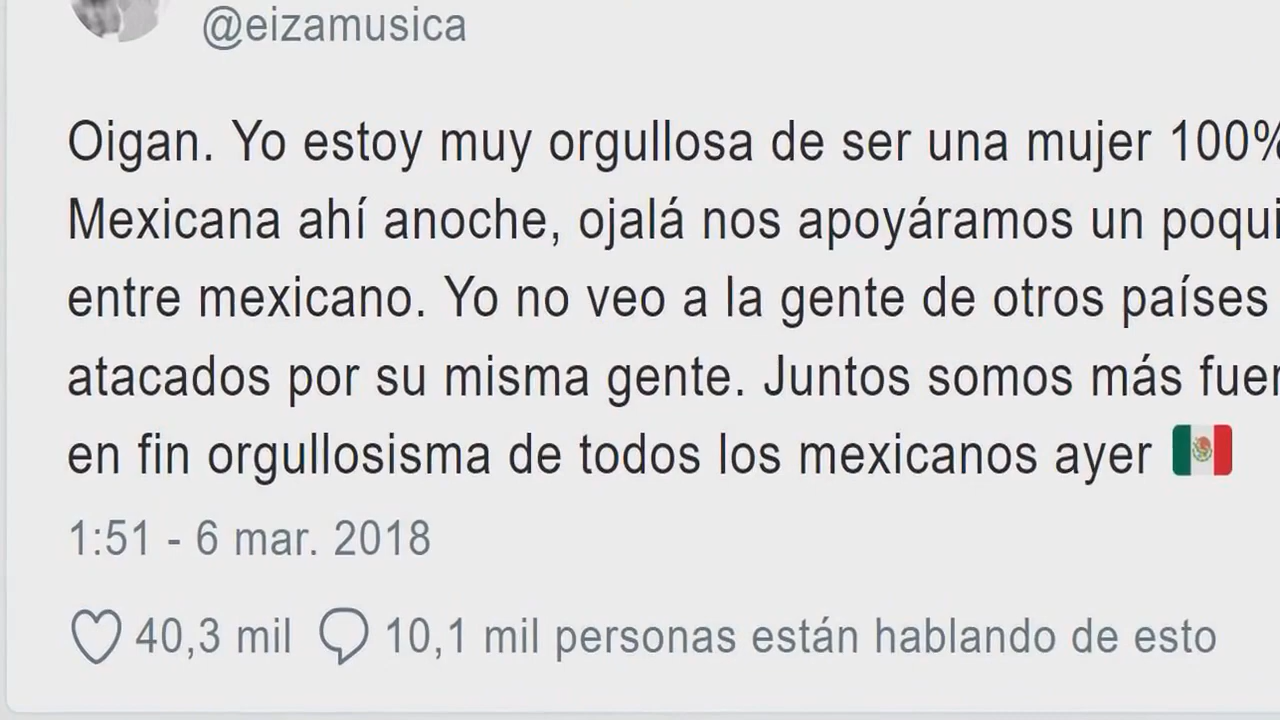 @eizamusica
Oigan. Yo estoy muy orgullosa de ser una mujer 100%
Mexicana ahí anoche, ojalá nos apoyáramos un
entre mexicano. Yo no veo a la gente de otros países
atacados por su misma gente. Juntos somos más
en fin orgullosisma de todos los mexicanos ayer 🇲🇽
1:51 - 6 mar. 2018
40,3 mil 10,1 mil personas están hablando de esto